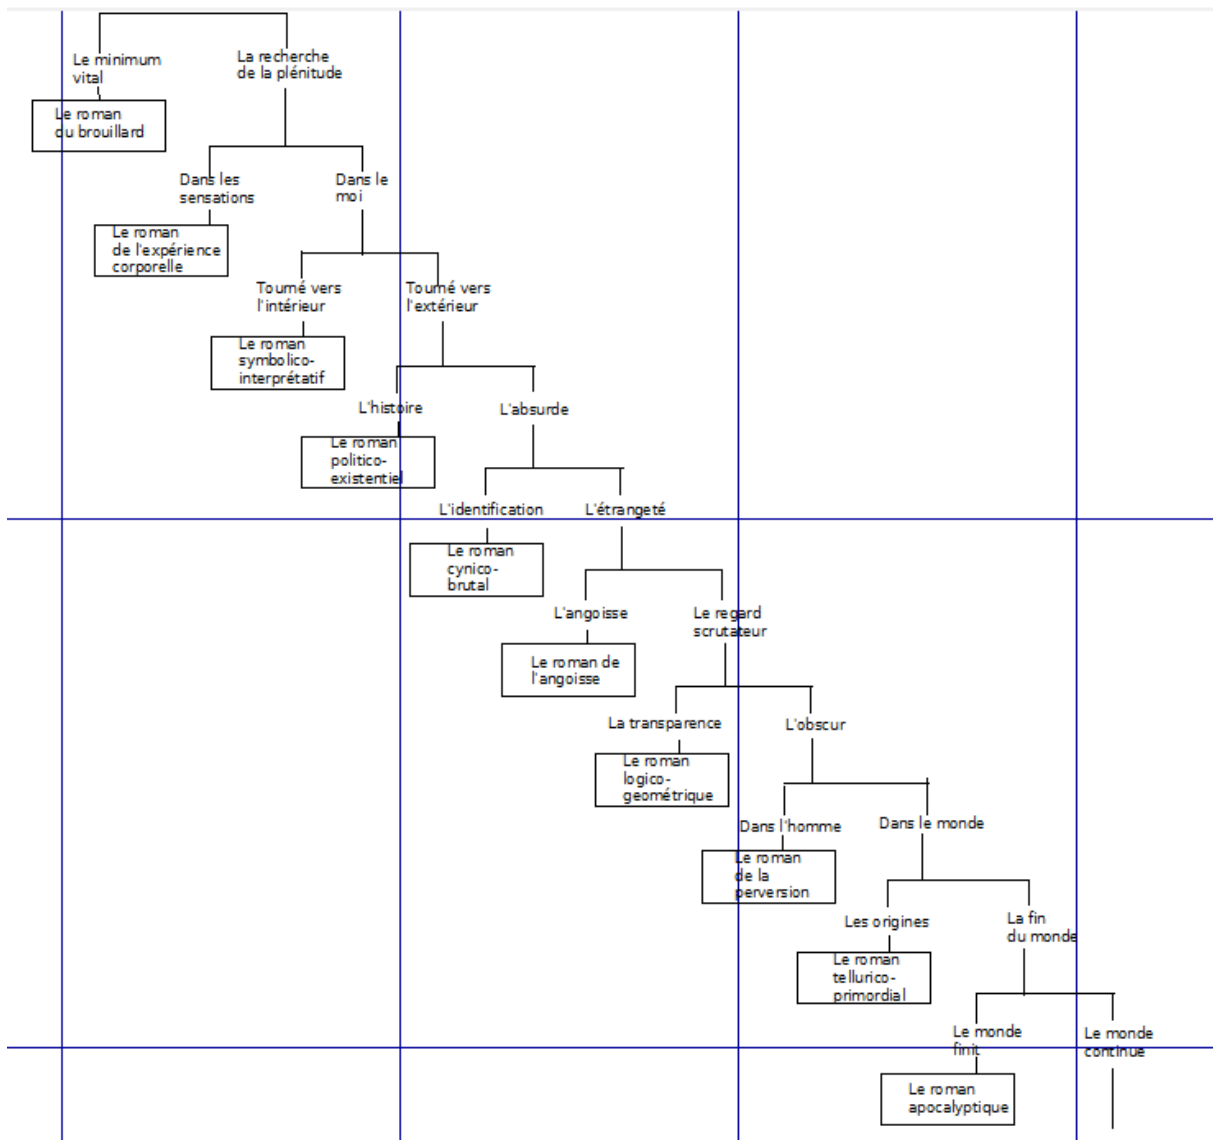 Le minimum
vital
La recherche
de la plénitude
Le roman
du brouillard
Dans les
sensations
Dans le
moi
Le roman
de l'expérience
corporelle
Tourné vers
l'intérieur
Tourné vers
l'extérieur
Le roman
symbolico-
interprétatif
L'histoire
L'absurde
Le roman
politico-
existentiel
L'identification
L'étrangeté
Le roman
cynico-
brutal
L'angoisse
Le regard
scrutateur
Le roman de
l'angoisse
La transparence
L'obscur
Le roman
logico-
geométrique
Dans l'homme
Dans le monde
Le roman
de la
perversion
Les origines
La fin
du monde
Le roman
tellurico-
primordial
Le monde
finit
Le monde
continue
Le roman
apocalyptique